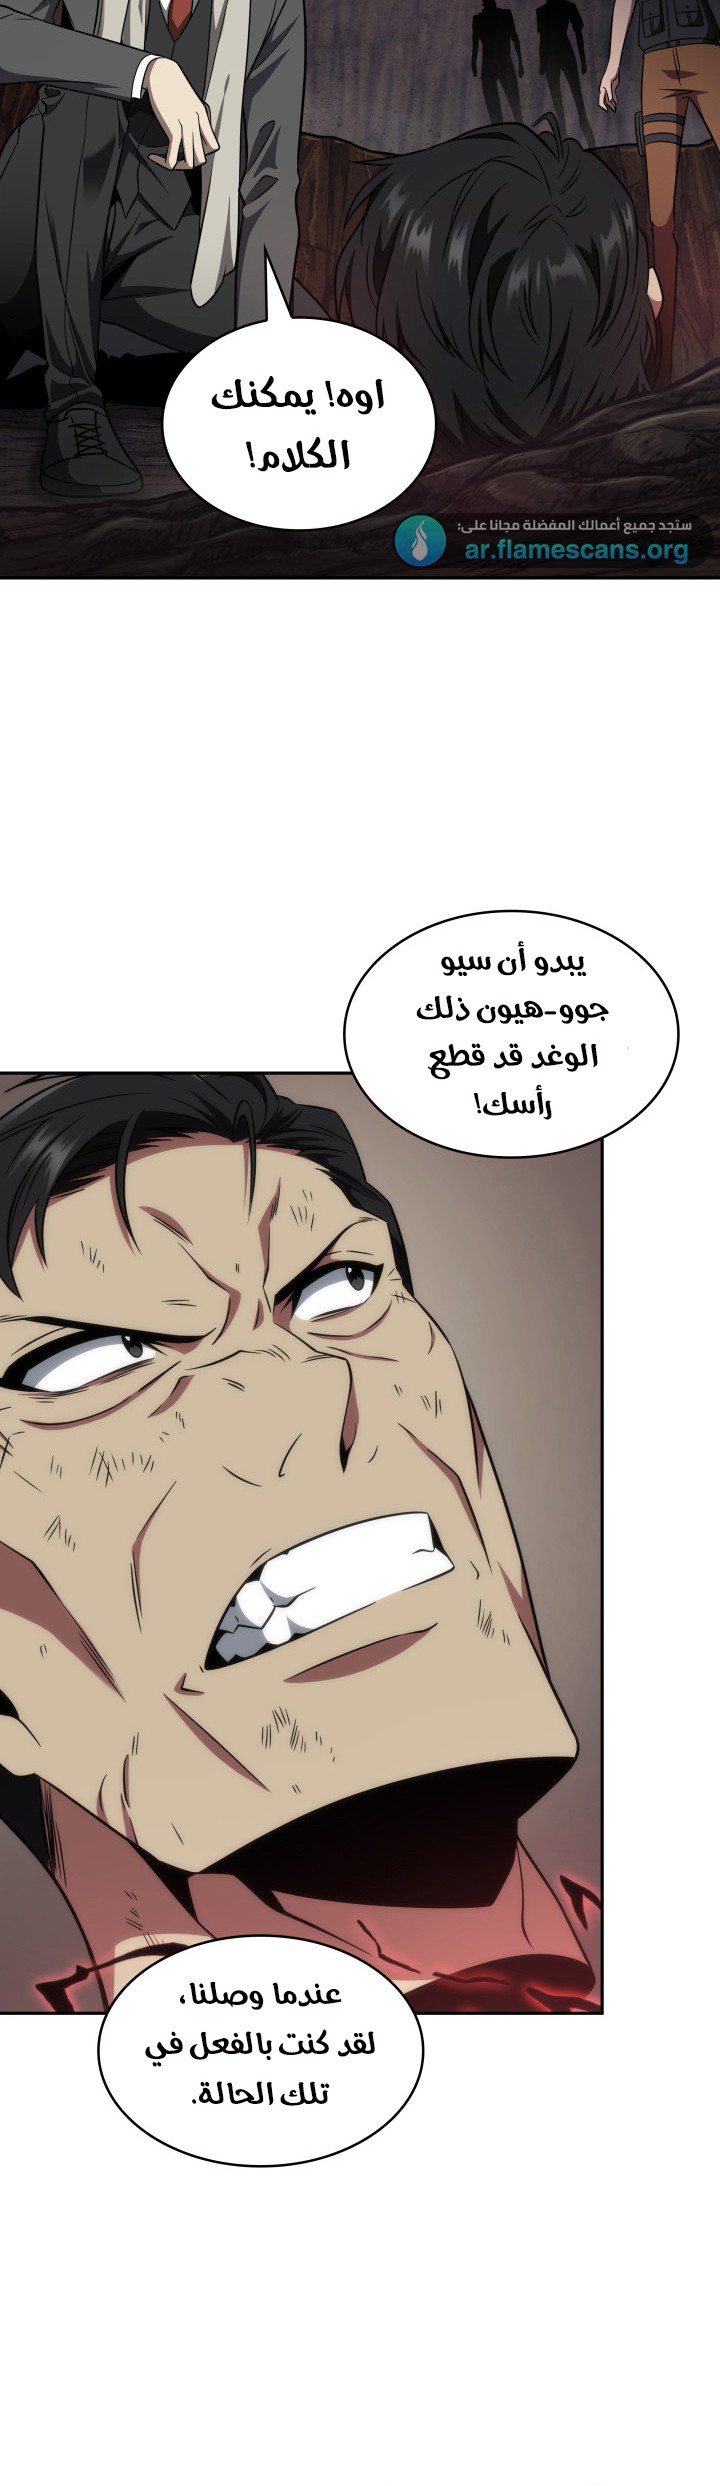 اوه! يمكنك
الكلام!
ستجد جميع أعمالك المفضلة مجانا على:
ar.flamescans.org
يبدو أن سيو
جوو-هيون ذلك
الوغد قد قطع
رأسك!
عندما وصلنا،
لقد كنت بالفعل في
تلك الحالة.